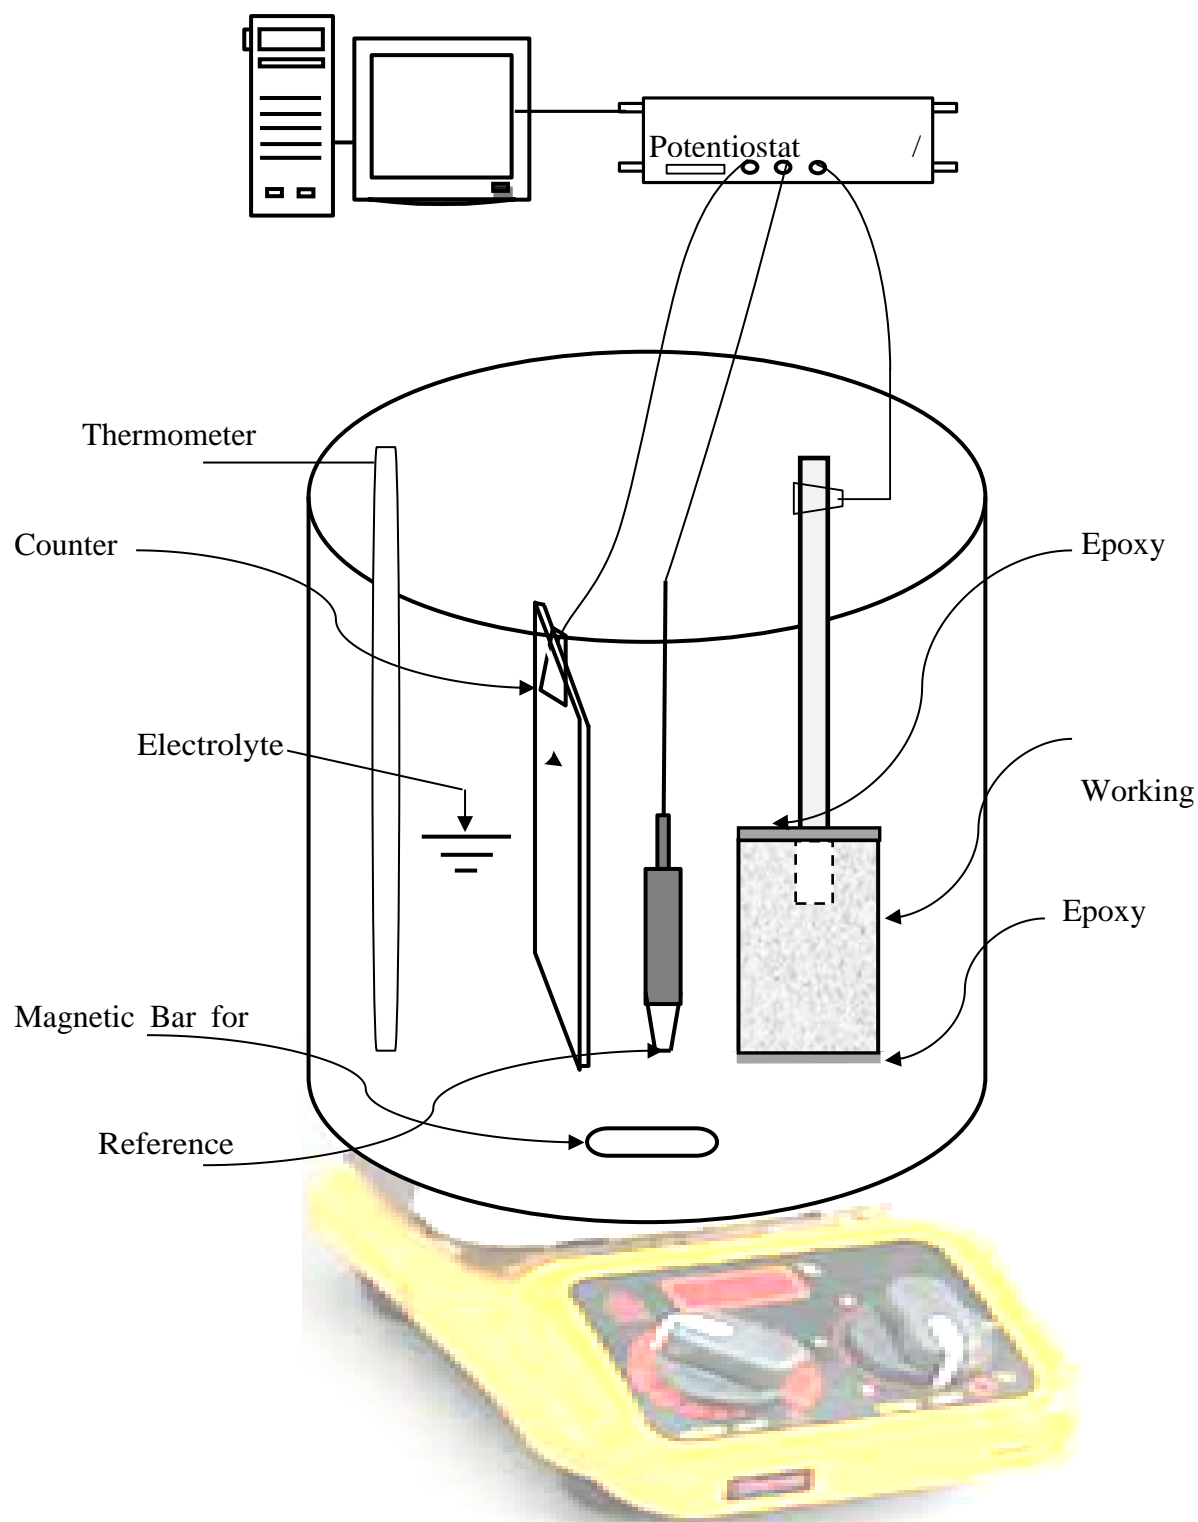 Potentiostat /
Thermometer
Counter
Epoxy
Electrolyte
Working
Epoxy
Magnetic Bar for
Reference